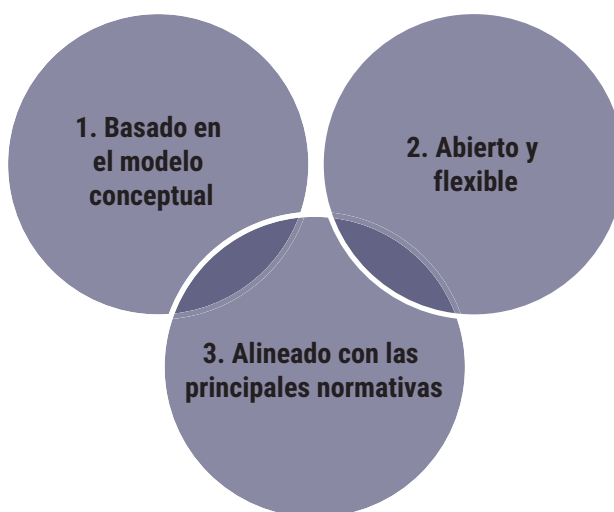 1. Basado en
el modelo
conceptual
2. Abierto y
flexible
3. Alineado con las
principales normativas